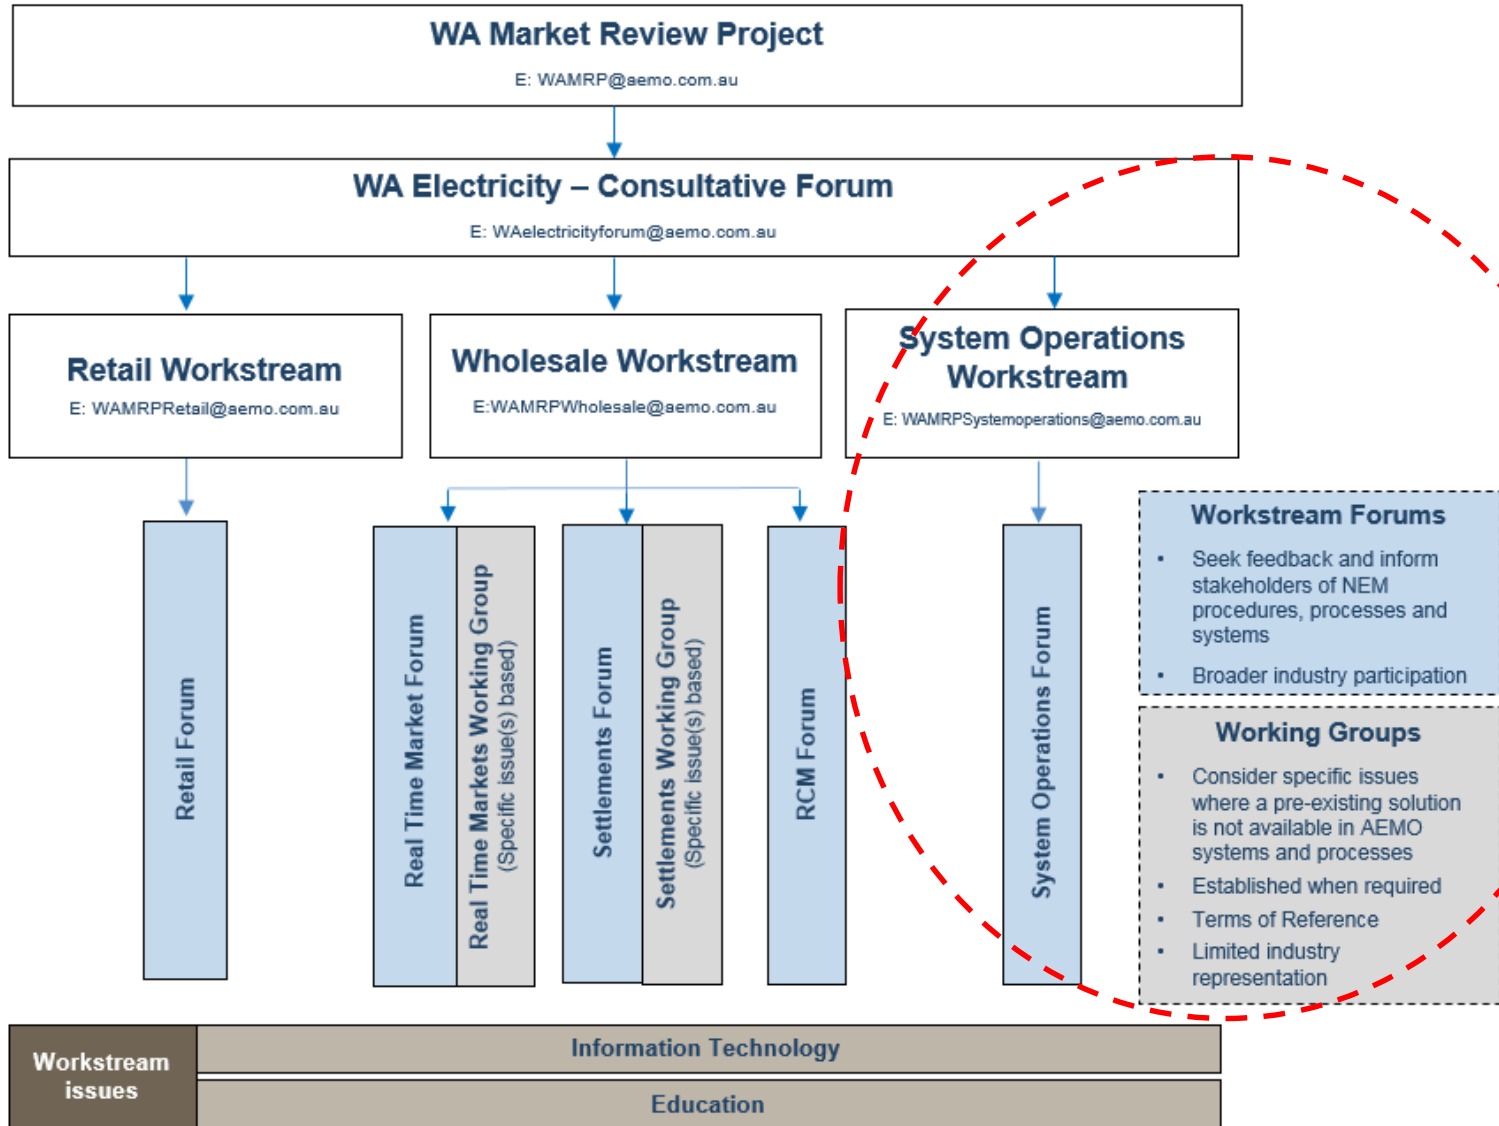 WA Market Review Project
E: WAMRP@aemo.com.au
WA Electricity – Consultative Forum
E: WAelectricityforum@aemo.com.au
Retail Workstream
E: WAMRPRetail@aemo.com.au
Wholesale Workstream
E:WAMRPWholesale@aemo.com.au
System Operations
Workstream
E: WAMRPSystemoperations@aemo.com.au
Retail Forum
Real Time Market Forum
Real Time Markets Working Group
(Specific issue(s) based)
Settlements Forum
Settlements Working Group
(Specific issue(s) based)
RCM Forum
System Operations Forum
Workstream Forums
• Seek feedback and inform
stakeholders of NEM
procedures, processes and
systems
• Broader industry participation
Working Groups
• Consider specific issues
where a pre-existing solution
is not available in AEMO
systems and processes
• Established when required
• Terms of Reference
• Limited industry
representation
Workstream
issues
Information Technology
Education